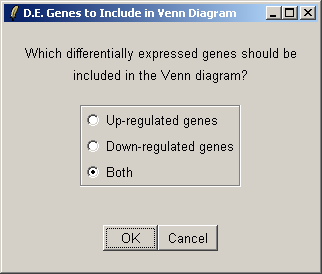 D.E. Genes to Include in Venn Diagram
Which differentially expressed genes should be
included in the Venn diagram?
Up-regulated genes
Down-regulated genes
Both
OK Cancel